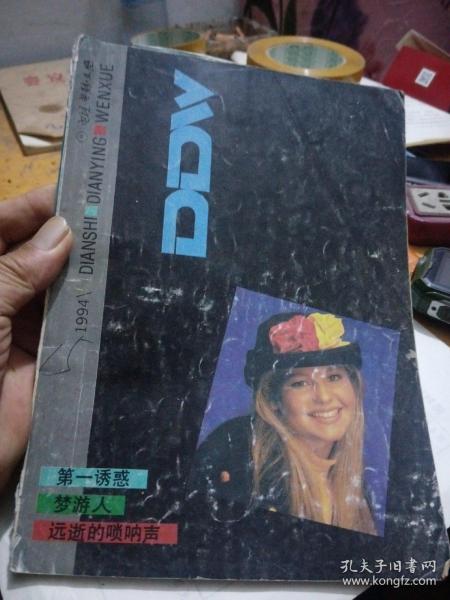 DDW
1994
DIANSHI DIANYING WENXUE
第一诱惑
梦游人
远逝的唢呐声
孔夫子旧书网
www.kongfz.com